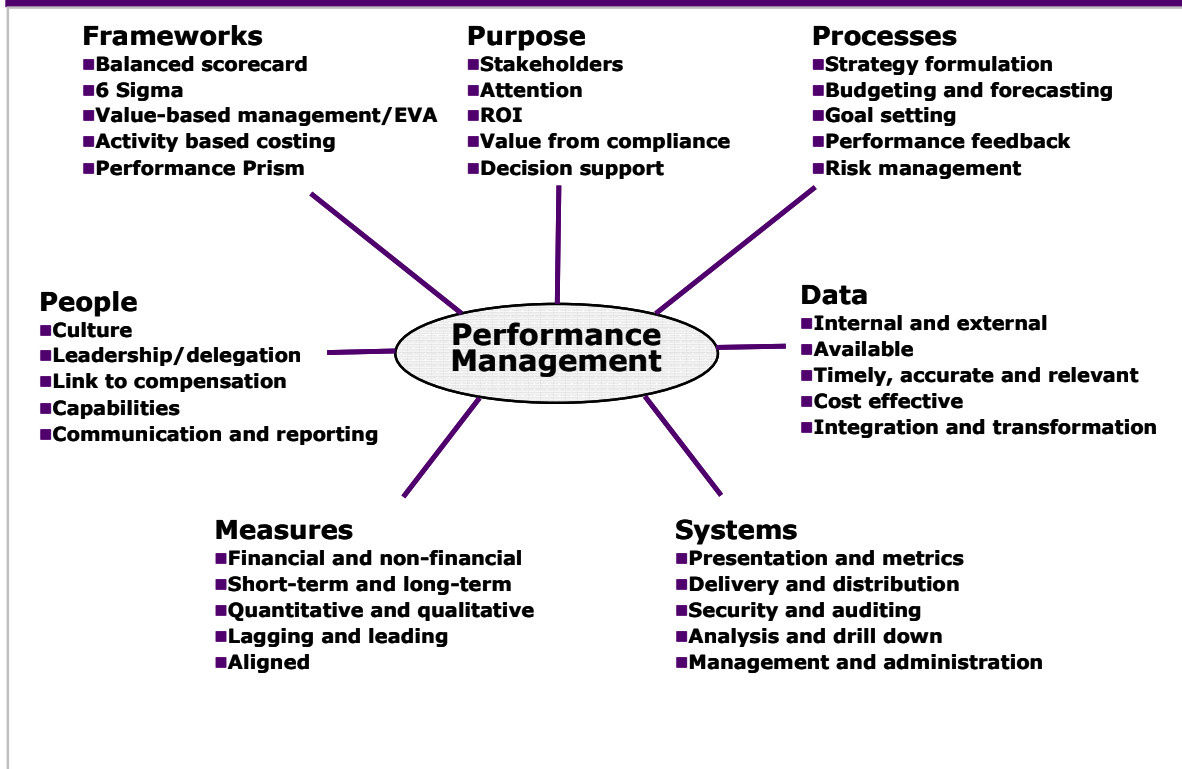 Frameworks
■Balanced scorecard
■6 Sigma
■Value-based management/EVA
■Activity based costing
■Performance Prism
Purpose
■Stakeholders
■Attention
■ROI
■Value from compliance
■Decision support
Processes
■Strategy formulation
■Budgeting and forecasting
■Goal setting
■Performance feedback
■Risk management
People
■Culture
■Leadership/delegation
■Link to compensation
■Capabilities
■Communication and reporting
Performance
Management
Data
■Internal and external
■Available
■Timely, accurate and relevant
■Cost effective
■Integration and transformation
Measures
■Financial and non-financial
■Short-term and long-term
■Quantitative and qualitative
■Lagging and leading
■Aligned
Systems
■Presentation and metrics
■Delivery and distribution
■Security and auditing
■Analysis and drill down
■Management and administration